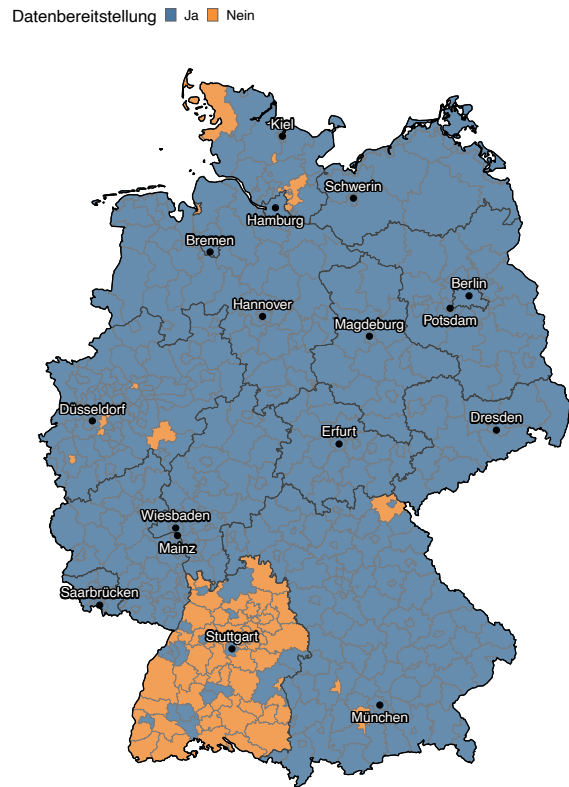 Datenbereitstellung Ja Nein
Kiel
Schwerin
Hamburg
Bremen
Berlin
Hannover
Potsdam
Magdeburg
Düsseldorf
Dresden
Erfurt
Wiesbaden
Mainz
Saarbrücken
Stuttgart
München